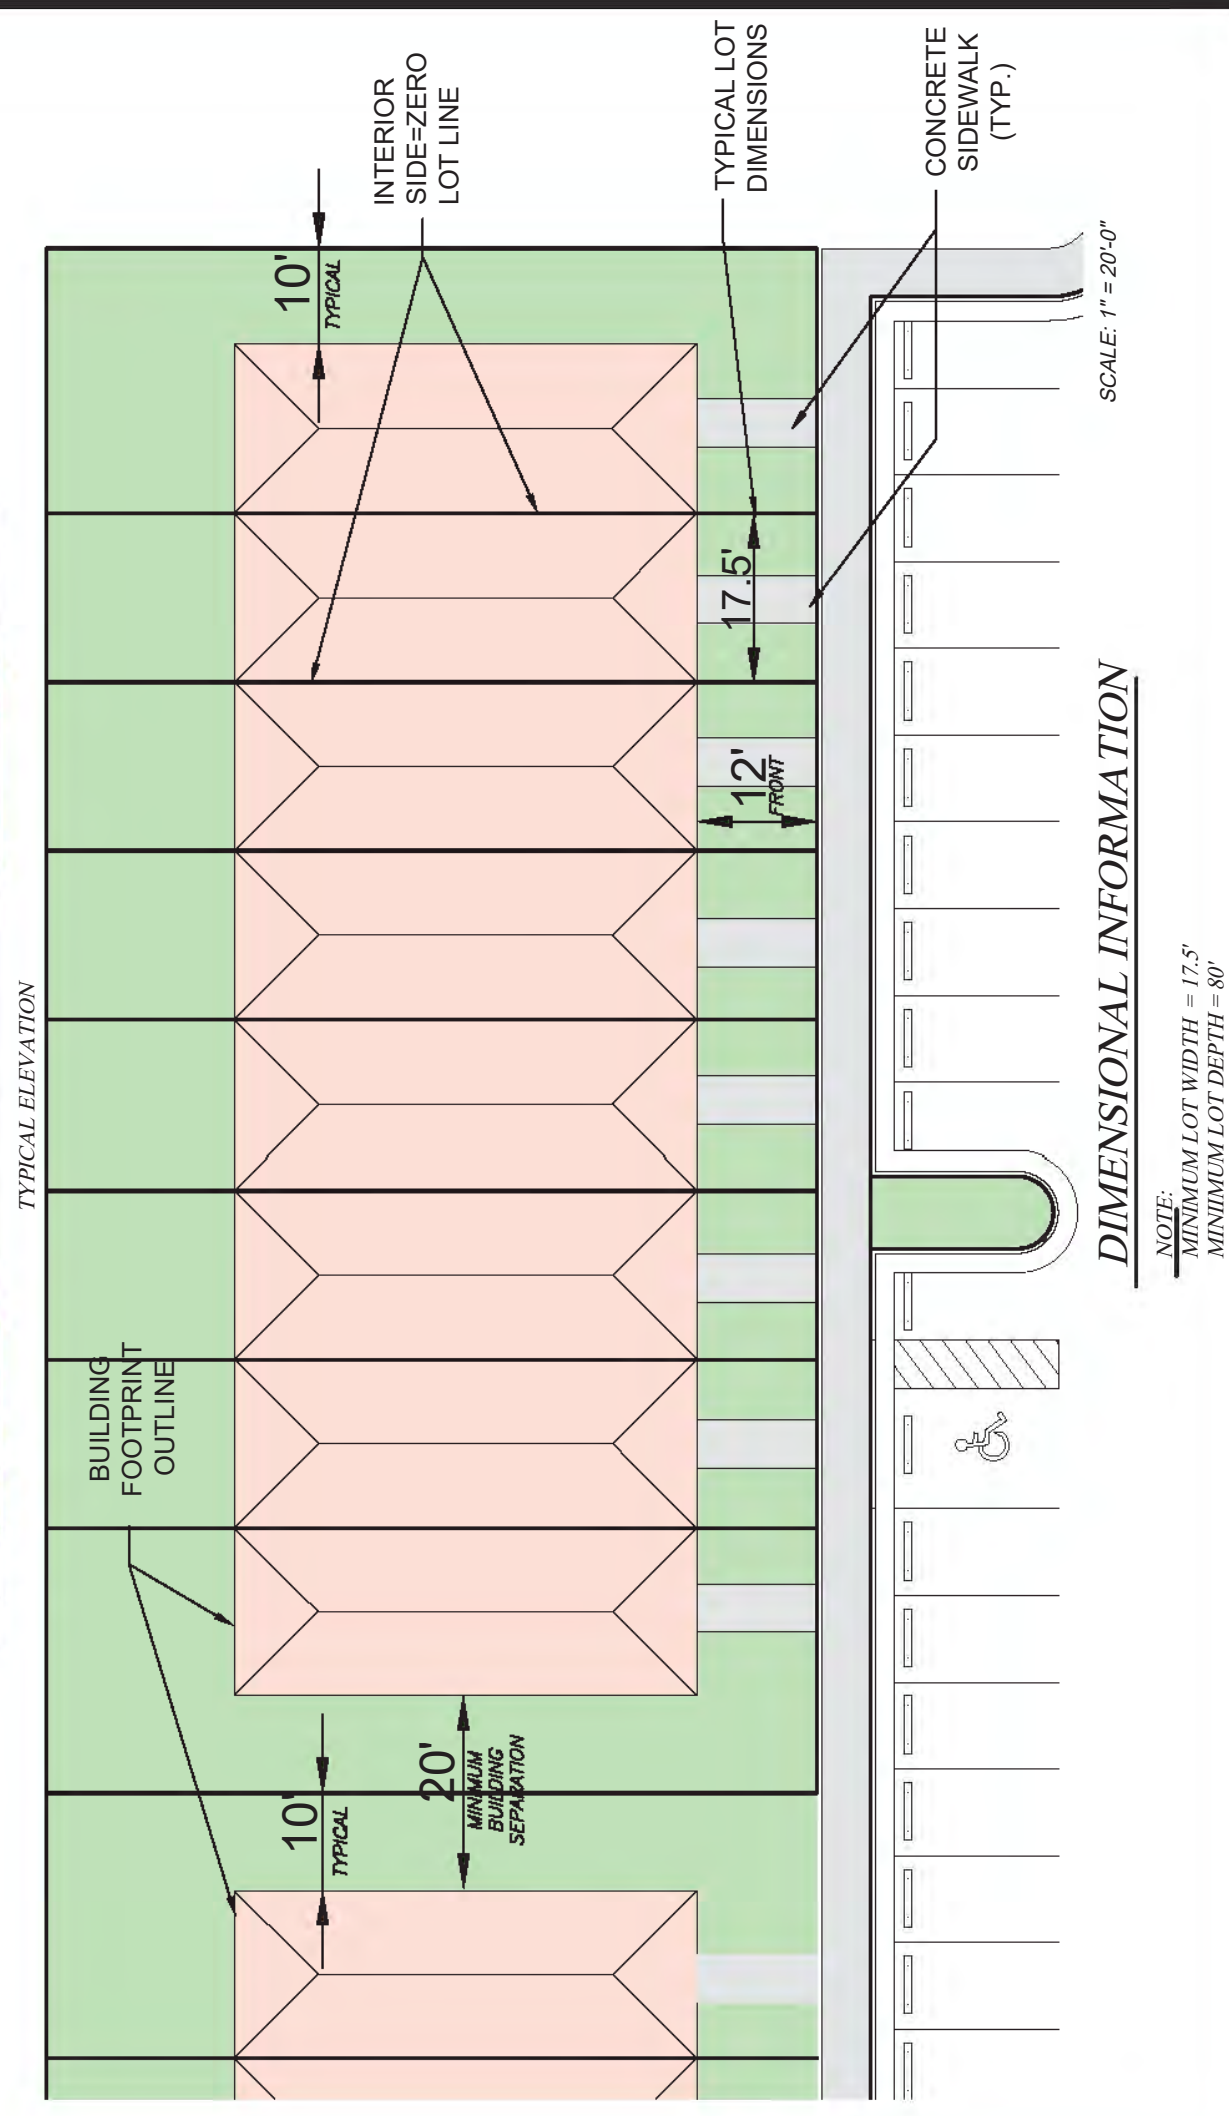 TYPICAL ELEVATION
BUILDING
FOOTPRINT
OUTLINE
10'
TYPICAL
20'
MINIMUM
BUILDING
SEPARATION
10'
TYPICAL
INTERIOR
SIDE=ZERO
LOT LINE
12'
FRONT
17.5'
TYPICAL LOT
DIMENSIONS
CONCRETE
SIDEWALK
(TYP.)
SCALE: 1" = 20'-0"
DIMENSIONAL INFORMATION
NOTE:
MINIMUM LOT WIDTH = 17.5'
MINIIMUM LOT DEPTH = 80'